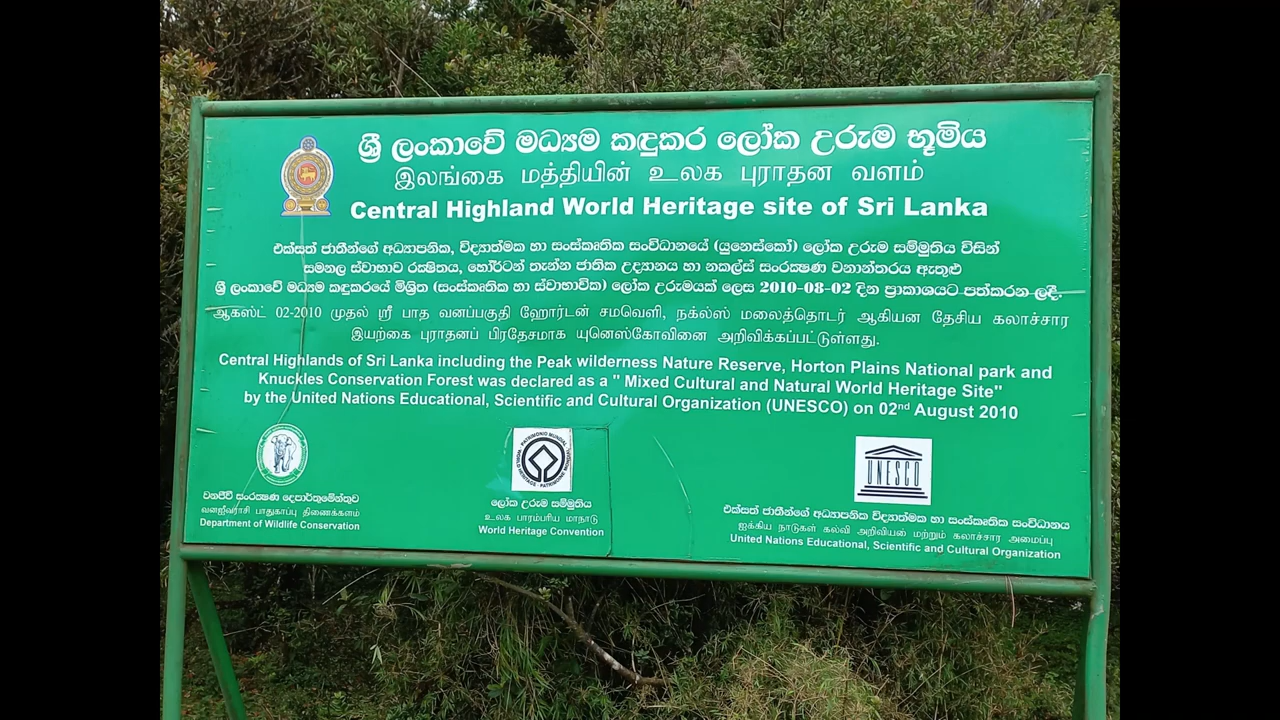 ශ්‍රී ලංකාවේ මධ්‍යම කඳුකර ලෝක උරුම භූමිය
இலங்கை மத்தியின் உலக புராதன வளம்
Central Highland World Heritage site of Sri Lanka
එක්සත් ජාතීන්ගේ අධ්‍යාපනික, විද්‍යාත්මක හා සංස්කෘතික සංවිධානයේ (යුනෙස්කෝ) ලෝක උරුම සම්මුතිය විසින්
සමනල ස්වාභාව රක්ෂිතය, හෝර්ටන් තැන්න ජාතික උද්‍යානය හා නකල්ස් සංරක්ෂණ වනාන්තරය ඇතුළු
ශ්‍රී ලංකාවේ මධ්‍යම කඳුකරයේ මිශ්‍රිත (සංස්කෘතික හා ස්වාභාවික) ලෝක උරුමයක් ලෙස 2010-08-02 දින ප්‍රාකාශයට පත්කරන ලදී.
ஆகஸ்ட் 02-2010 முதல் ஸ்ரீ பாத வனப்பகுதி ஹோர்டன் சமவெளி, நக்ல்ஸ் மலைத்தொடர் ஆகியன தேசிய கலாச்சார
இயற்கை புராதனப் பிரதேசமாக யுனெஸ்கோவினை அறிவிக்கப்பட்டுள்ளது.
Central Highlands of Sri Lanka including the Peak wilderness Nature Reserve, Horton Plains National park and
Knuckles Conservation Forest was declared as a " Mixed Cultural and Natural World Heritage Site"
by the United Nations Educational, Scientific and Cultural Organization (UNESCO) on 02nd August 2010
වනජීවී සංරක්ෂණ දෙපාර්තුමේන්තුව
வனஜீவராசி பாதுகாப்பு திணைக்களம்
Department of Wildlife Conservation
PATRIMONIO MUNDIAL
WORLD HERITAGE · PATRIMOINE MONDIAL
ලෝක උරුම සම්මුතිය
உலக பாரம்பரிய மாநாடு
World Heritage Convention
UNESCO
එක්සත් ජාතීන්ගේ අධ්‍යාපනික විද්‍යාත්මක හා සංස්කෘතික සංවිධානය
ஐக்கிய நாடுகள் கல்வி அறிவியல் மற்றும் கலாச்சார அமைப்பு
United Nations Educational, Scientific and Cultural Organization